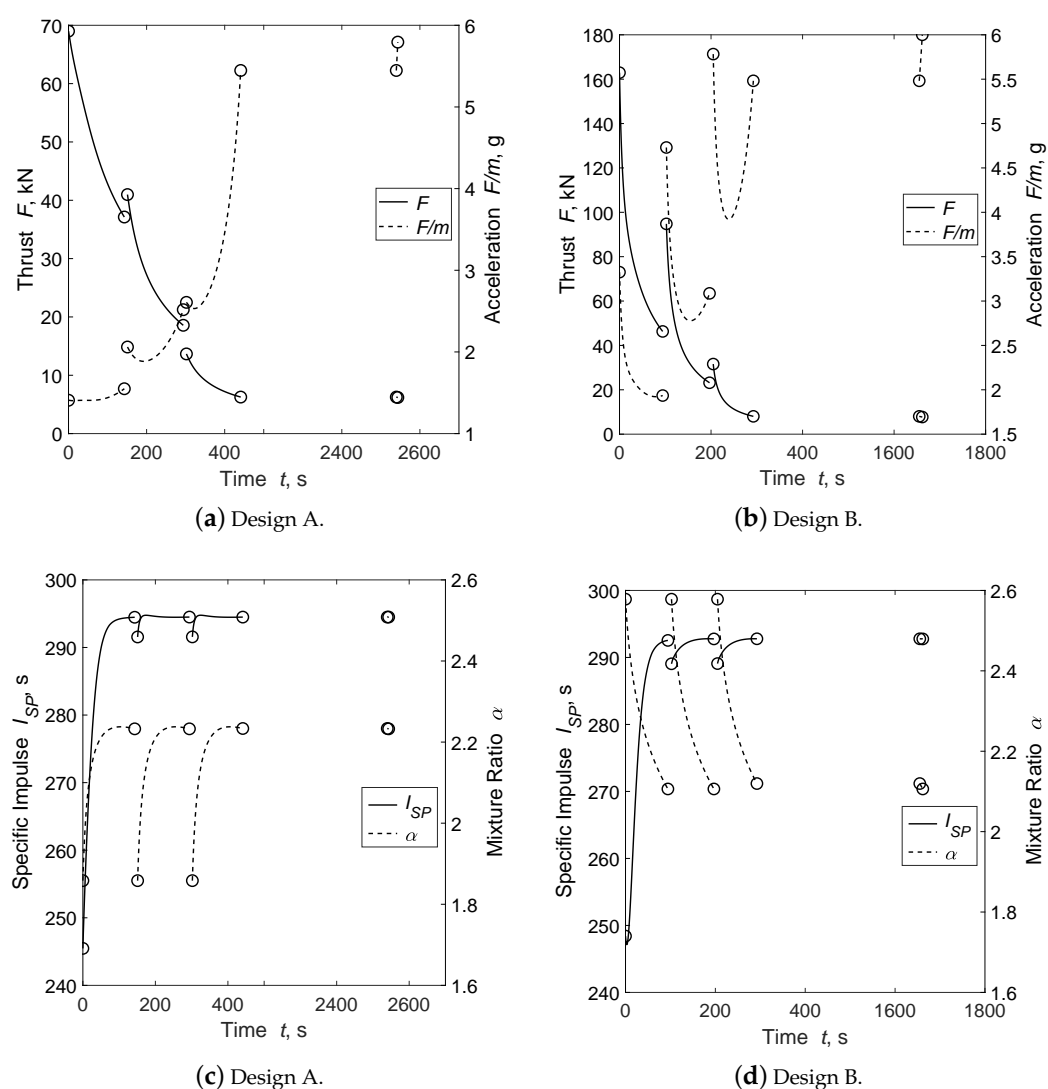 70
60
50
40
30
20
10
0
Thrust F, kN
6
5
4
3
2
1
Acceleration F/m, g
F
F/m
0 200 400 2400 2600
Time t, s
(a) Design A.
180
160
140
120
100
80
60
40
20
0
Thrust F, kN
6
5.5
5
4.5
4
3.5
3
2.5
2
1.5
Acceleration F/m, g
F
F/m
0 200 400 1600 1800
Time t, s
(b) Design B.
300
290
280
270
260
250
240
Specific Impulse I_SP, s
2.6
2.4
2.2
2
1.8
1.6
Mixture Ratio α
I_SP
α
0 200 400 2400 2600
Time t, s
(c) Design A.
300
290
280
270
260
250
240
Specific Impulse I_SP, s
2.6
2.4
2.2
2
1.8
1.6
Mixture Ratio α
I_SP
α
0 200 400 1600 1800
Time t, s
(d) Design B.